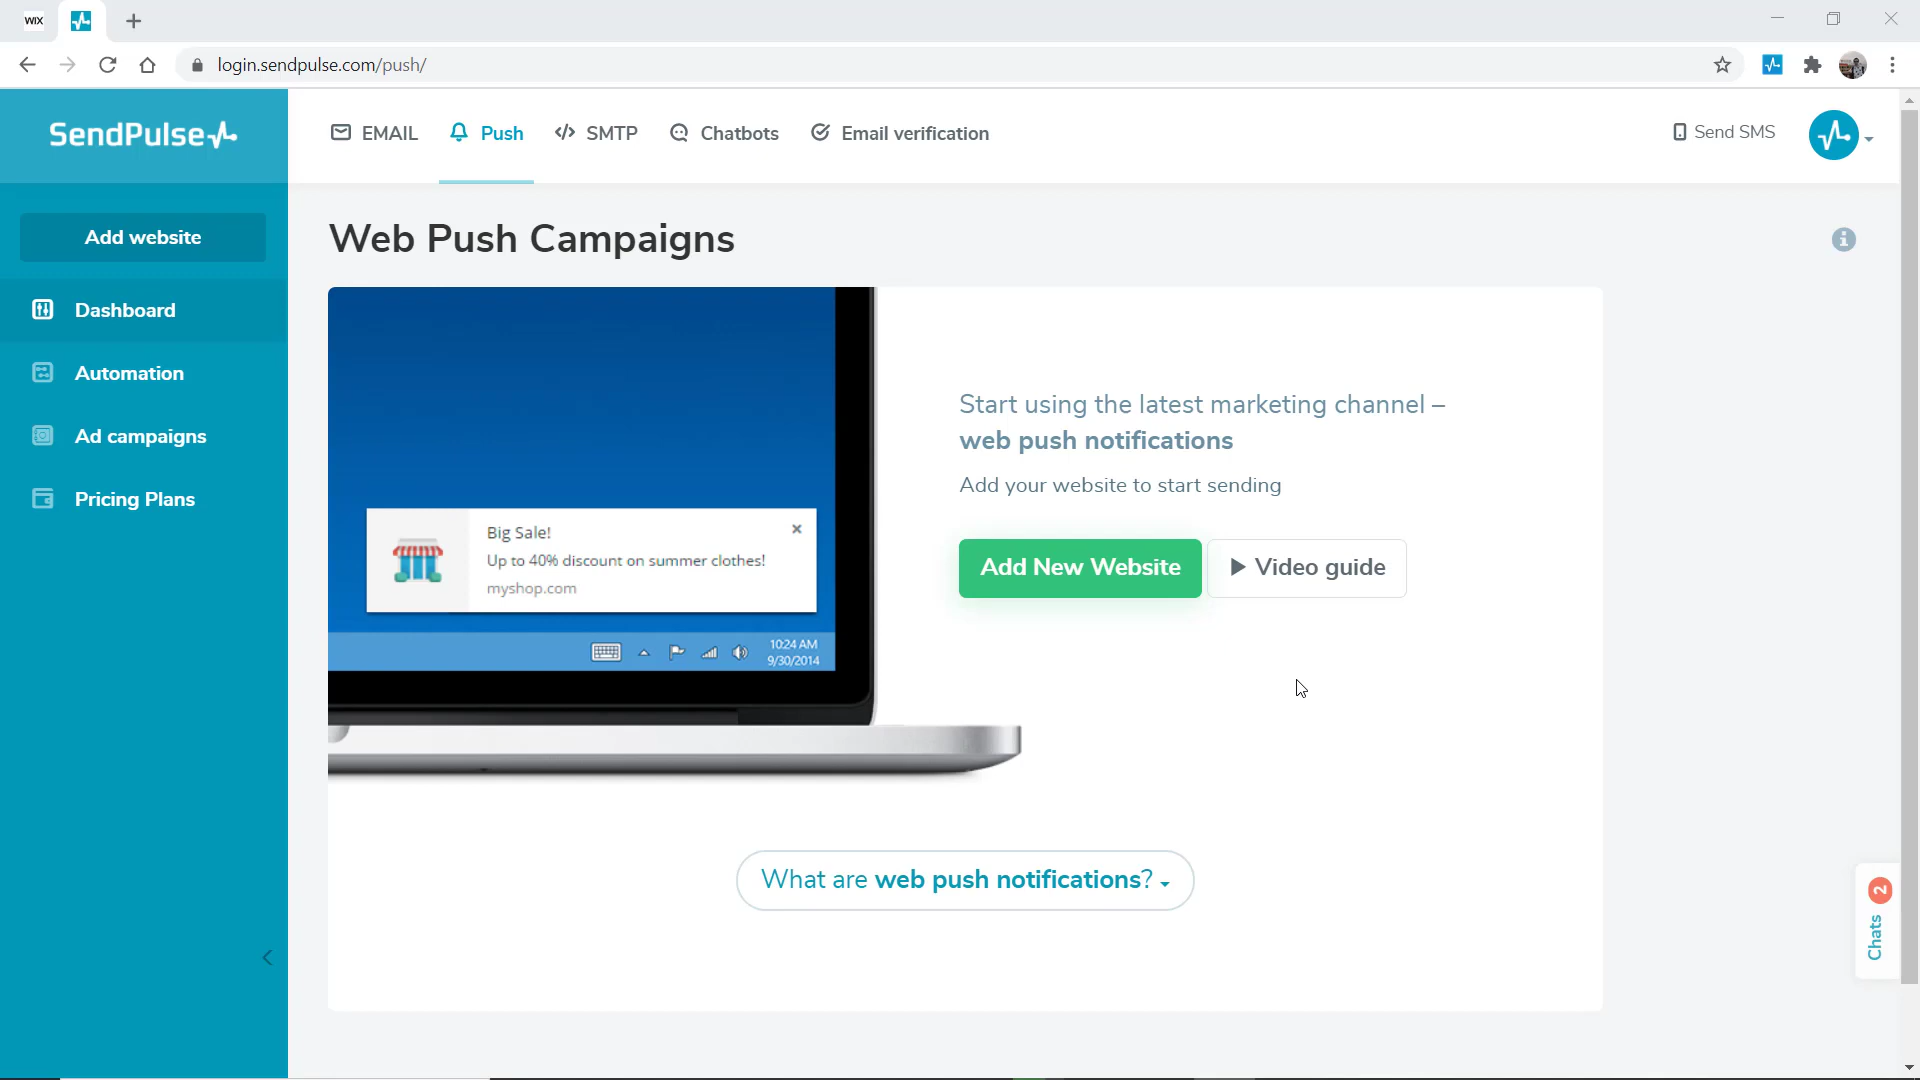 WIX
login.sendpulse.com/push/
SendPulse
EMAIL
Push
SMTP
Chatbots
Email verification
Send SMS
Add website
Dashboard
Automation
Ad campaigns
Pricing Plans
Web Push Campaigns
Big Sale!
Up to 40% discount on summer clothes!
myshop.com
10:24 AM
9/30/2014
Start using the latest marketing channel –
web push notifications
Add your website to start sending
Add New Website
Video guide
What are web push notifications?
Chats 2